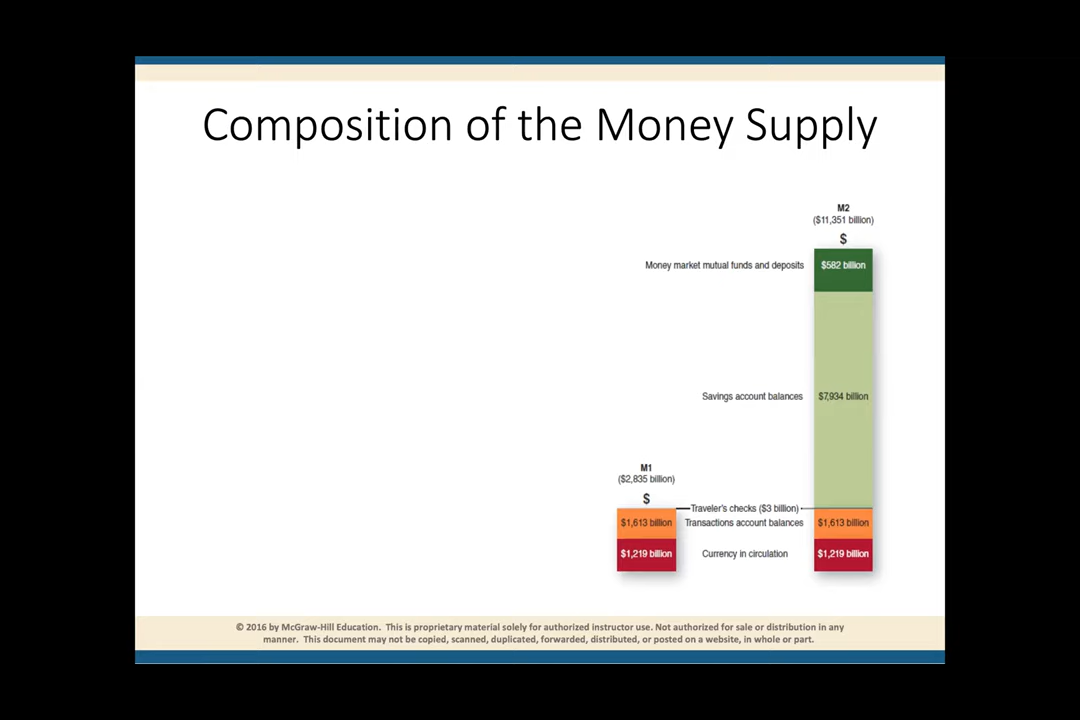 Composition of the Money Supply
M2
($11,351 billion)
$
Money market mutual funds and deposits $582 billion
Savings account balances $7,934 billion
M1
($2,835 billion)
$
Traveler's checks ($3 billion)
$1,613 billion Transactions account balances $1,613 billion
$1,219 billion Currency in circulation $1,219 billion
© 2016 by McGraw-Hill Education. This is proprietary material solely for authorized instructor use. Not authorized for sale or distribution in any
manner. This document may not be copied, scanned, duplicated, forwarded, distributed, or posted on a website, in whole or part.